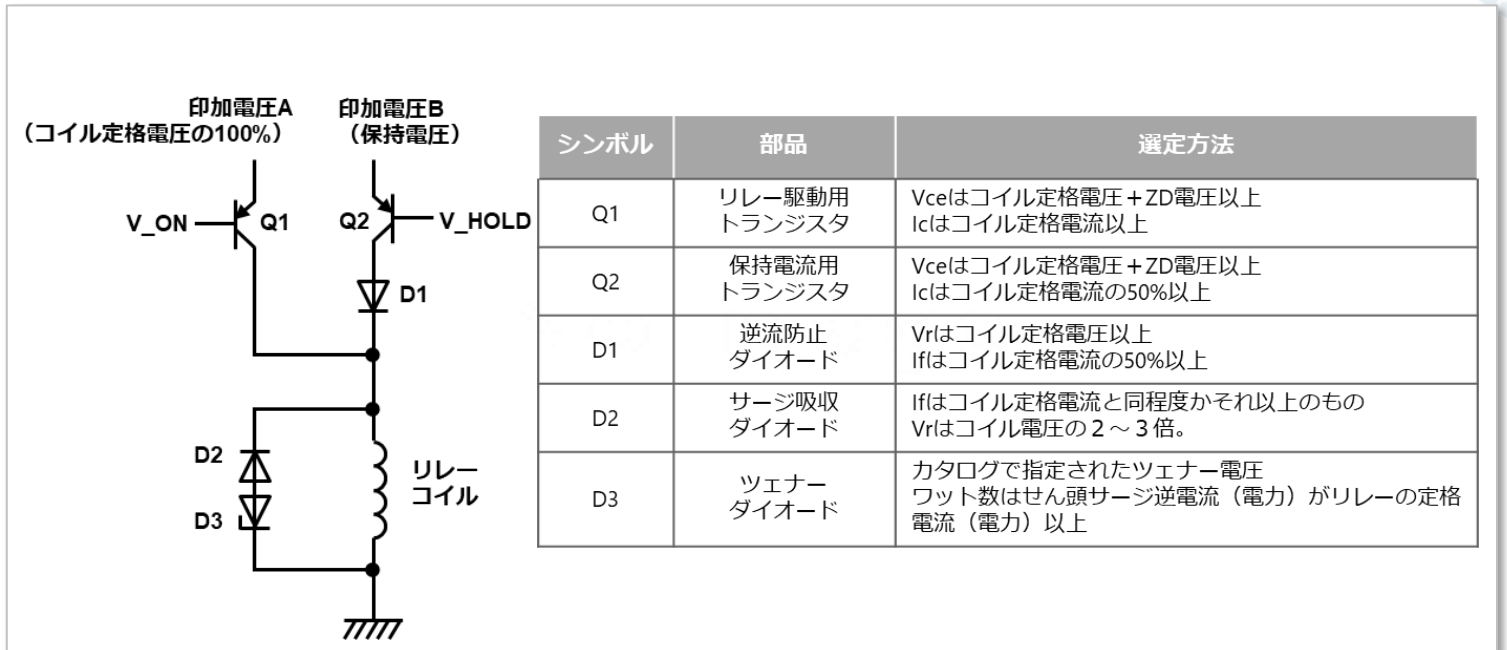 印加電圧A
（コイル定格電圧の100%）
印加電圧B
（保持電圧）
V_ON
Q1
Q2
V_HOLD
D1
D2
D3
リレー
コイル
シンボル 部品 選定方法
Q1
リレー駆動用
トランジスタ
Vceはコイル定格電圧＋ZD電圧以上
Icはコイル定格電流以上
Q2
保持電流用
トランジスタ
Vceはコイル定格電圧＋ZD電圧以上
Icはコイル定格電流の50%以上
D1
逆流防止
ダイオード
Vrはコイル定格電圧以上
Ifはコイル定格電流の50%以上
D2
サージ吸収
ダイオード
Ifはコイル定格電流と同程度かそれ以上のもの
Vrはコイル電圧の２～３倍。
D3
ツェナー
ダイオード
カタログで指定されたツェナー電圧
ワット数はせん頭サージ逆電流（電力）がリレーの定格
電流（電力）以上